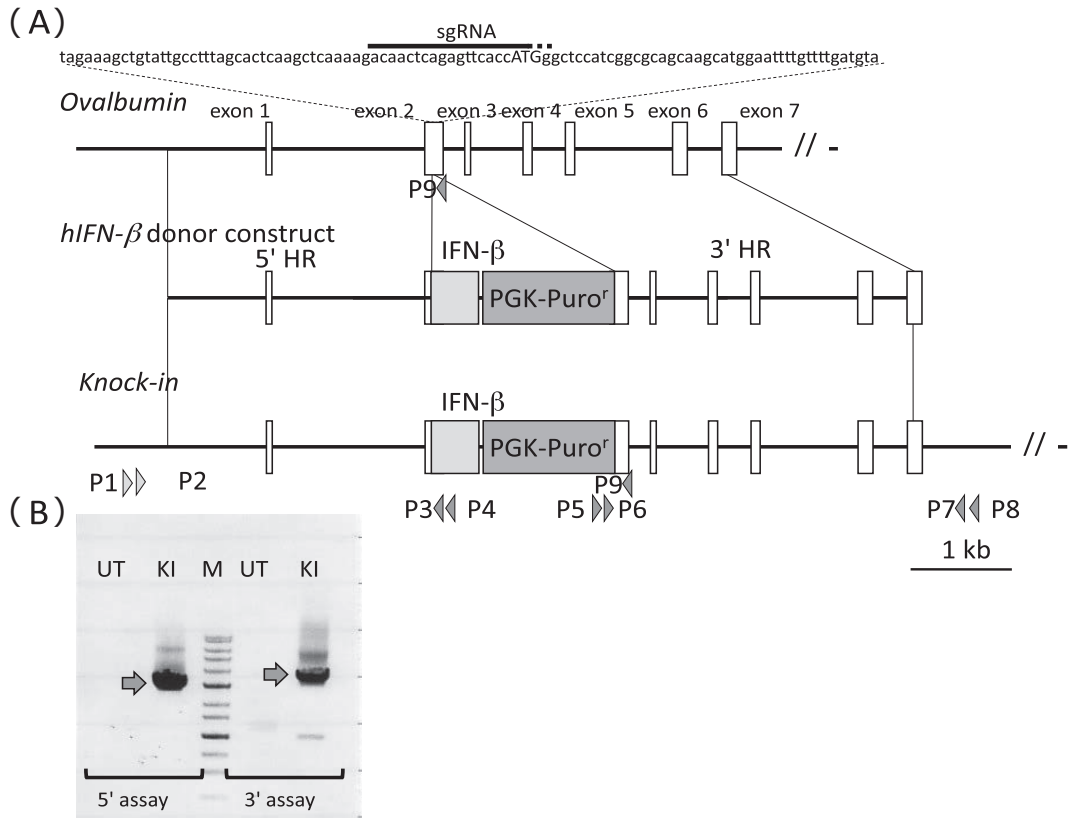 (A)
sgRNA
tagaaagctgtattgcctttagcactcaagctcaaaagacaactcagagttcaccATGggctccatcggcgcagcaagcatggaattttgttttgatgta
Ovalbumin
exon 1 exon 2 exon 3 exon 4 exon 5 exon 6 exon 7
//
P9
hIFN-β donor construct
5' HR IFN-β 3' HR
PGK-Puroʳ
Knock-in
IFN-β
PGK-Puroʳ //
P1 P2 P9
P3 P4 P5 P6 P7 P8
1 kb
(B)
UT KI M UT KI
5' assay 3' assay